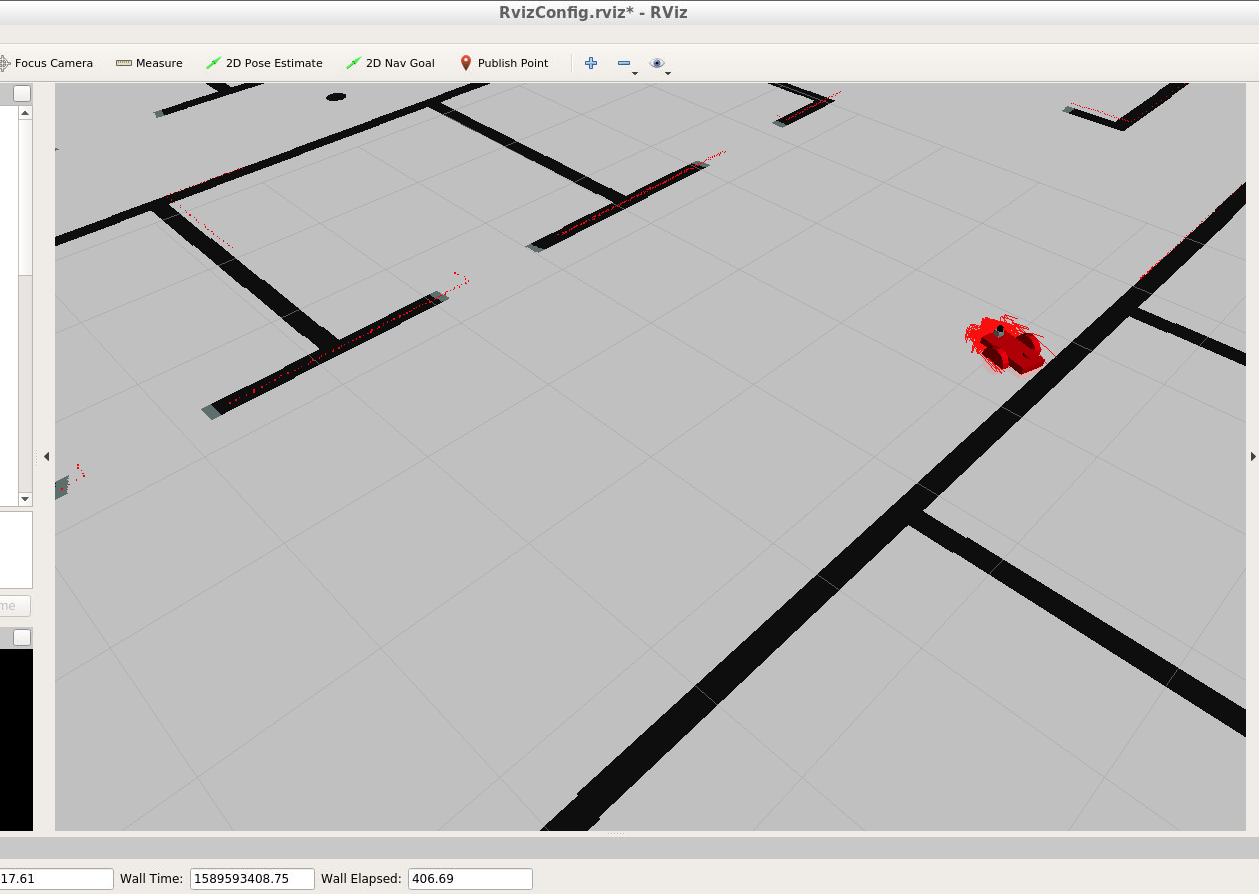 RvizConfig.rviz* - RViz
Focus Camera Measure 2D Pose Estimate 2D Nav Goal Publish Point
me
17.61 Wall Time: 1589593408.75 Wall Elapsed: 406.69